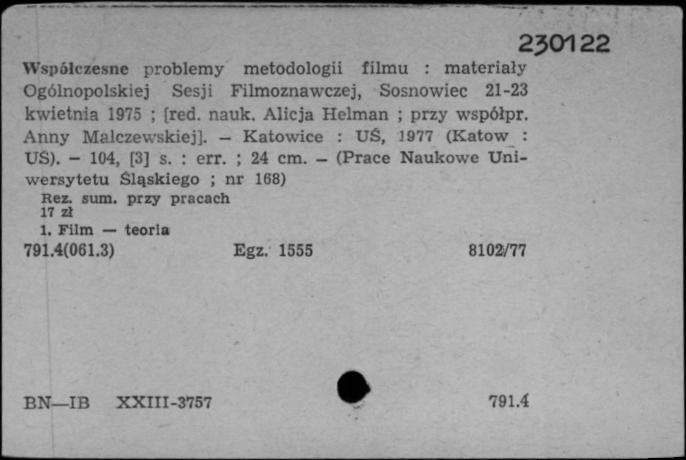 230122
Współczesne problemy metodologii filmu : materiały
Ogólnopolskiej Sesji Filmoznawczej, Sosnowiec 21-23
kwietnia 1975 ; [red. nauk. Alicja Helman ; przy współpr.
Anny Malczewskiej]. — Katowice : UŚ, 1977 (Katow :
UŚ). — 104, [3] s. : err. ; 24 cm. — (Prace Naukowe Uni-
wersytetu Śląskiego ; nr 168)
Rez. sum. przy pracach
17 zł
1. Film — teoria
791.4(061.3) Egz. 1555 8102/77
BN—IB XXIII-3757 791.4